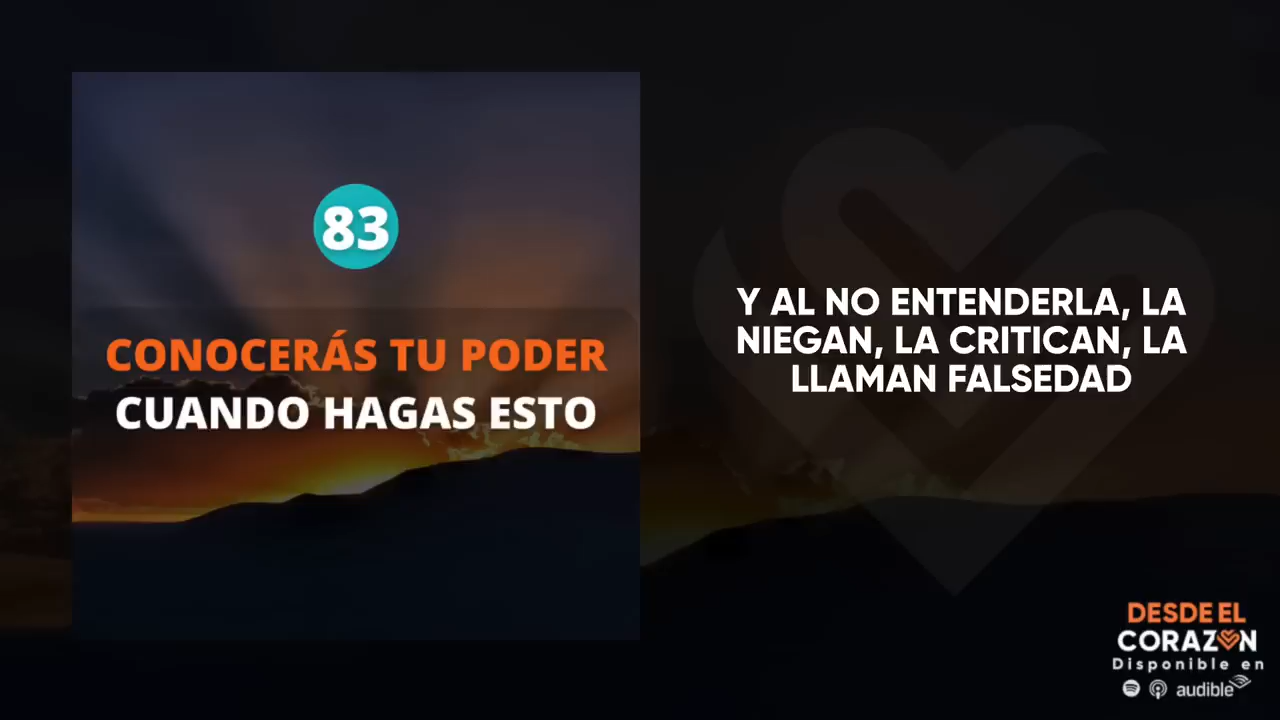 83
CONOCERÁS TU PODER
CUANDO HAGAS ESTO
Y AL NO ENTENDERLA, LA
NIEGAN, LA CRITICAN, LA
LLAMAN FALSEDAD
DESDE EL
CORAZÓN
Disponible en
audible